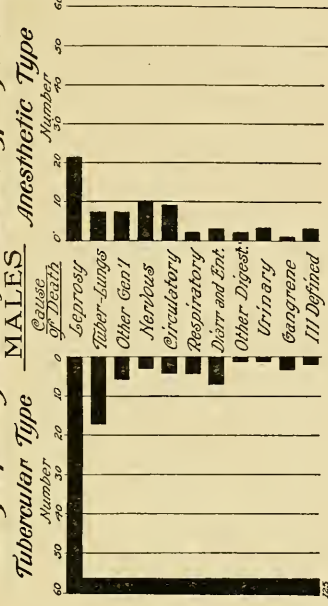 MALES
Tubercular Type
Cause of Death
Anesthetic Type
Number
Number
60 50 40 30 20 10 0
0 10 20 30 40 50 60
Leprosy
Tuber-Lungs
Other Gen'l
Nervous
Circulatory
Respiratory
Diarr and Ent.
Other Digest.
Urinary
Gangrene
Ill Defined